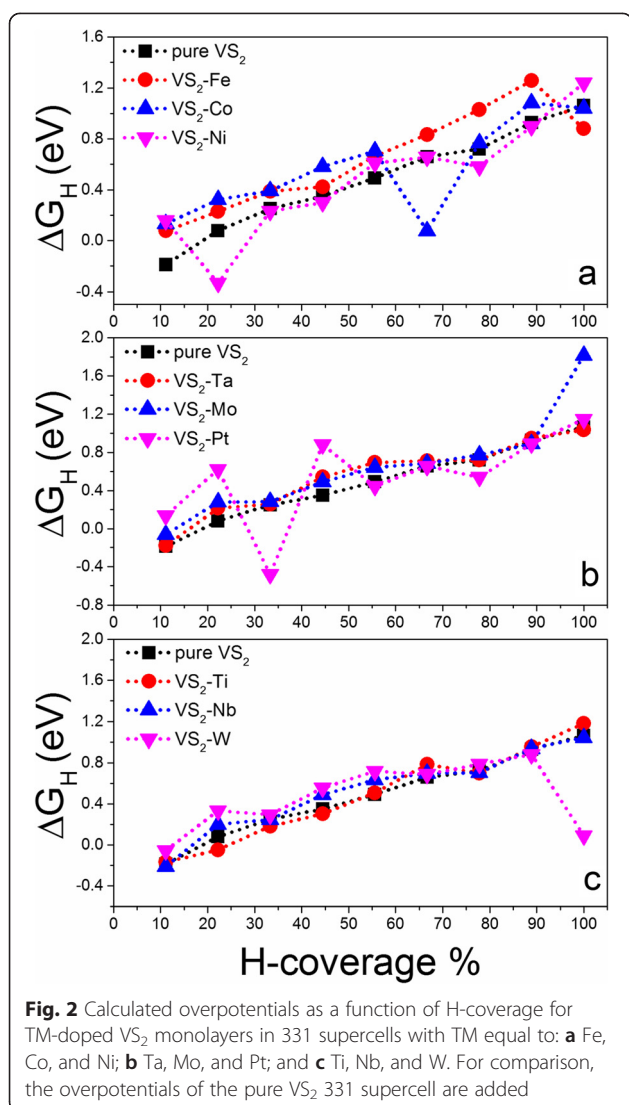 1.6
1.2
0.8
0.4
0.0
-0.4
ΔG_H (eV)
pure VS₂
VS₂-Fe
VS₂-Co
VS₂-Ni
a
0 10 20 30 40 50 60 70 80 90 100
2.0
1.6
1.2
0.8
0.4
0.0
-0.4
-0.8
ΔG_H (eV)
pure VS₂
VS₂-Ta
VS₂-Mo
VS₂-Pt
b
0 10 20 30 40 50 60 70 80 90 100
2.0
1.6
1.2
0.8
0.4
0.0
-0.4
ΔG_H (eV)
pure VS₂
VS₂-Ti
VS₂-Nb
VS₂-W
c
0 10 20 30 40 50 60 70 80 90 100
H-coverage %
Fig. 2 Calculated overpotentials as a function of H-coverage for
TM-doped VS₂ monolayers in 331 supercells with TM equal to: a Fe,
Co, and Ni; b Ta, Mo, and Pt; and c Ti, Nb, and W. For comparison,
the overpotentials of the pure VS₂ 331 supercell are added